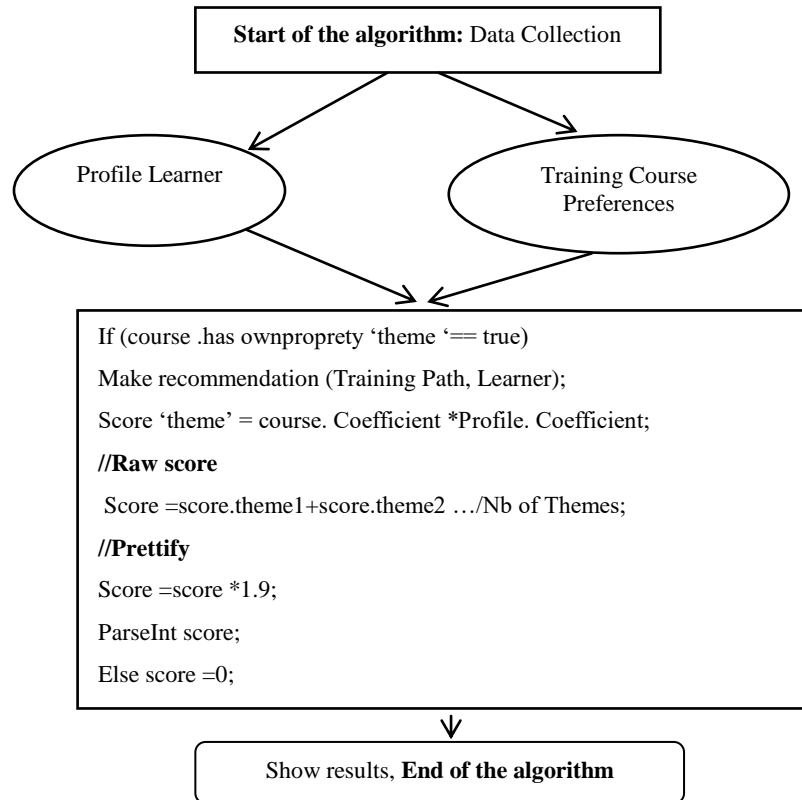 Start of the algorithm: Data Collection
Profile Learner
Training Course
Preferences
If (course .has ownproprety ‘theme ‘== true)
Make recommendation (Training Path, Learner);
Score ‘theme’ = course. Coefficient *Profile. Coefficient;
//Raw score
Score =score.theme1+score.theme2 …/Nb of Themes;
//Prettify
Score =score *1.9;
ParseInt score;
Else score =0;
Show results, End of the algorithm